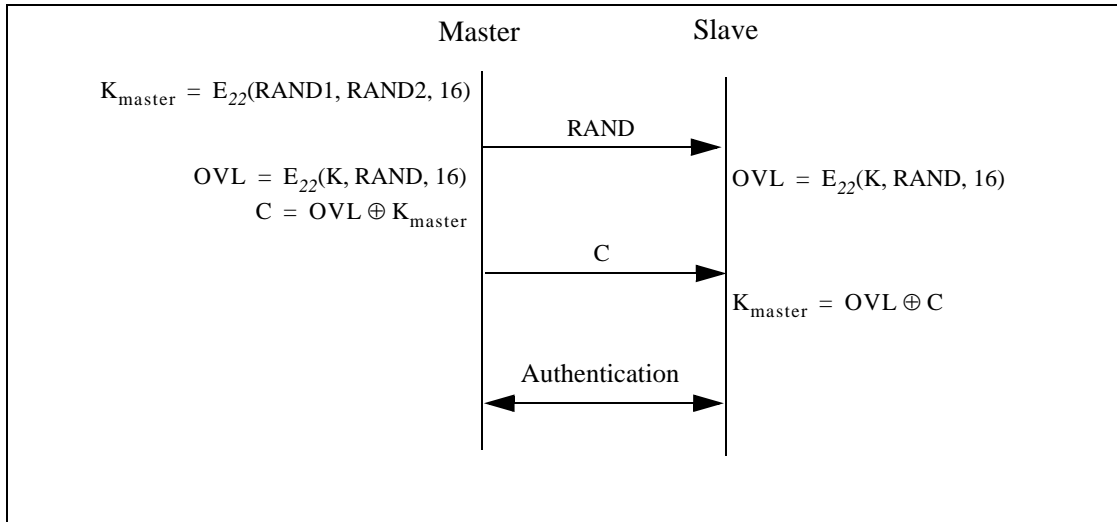 Master Slave
K_master = E_22(RAND1, RAND2, 16)
RAND
OVL = E_22(K, RAND, 16) OVL = E_22(K, RAND, 16)
C = OVL ⊕ K_master
C
K_master = OVL ⊕ C
Authentication